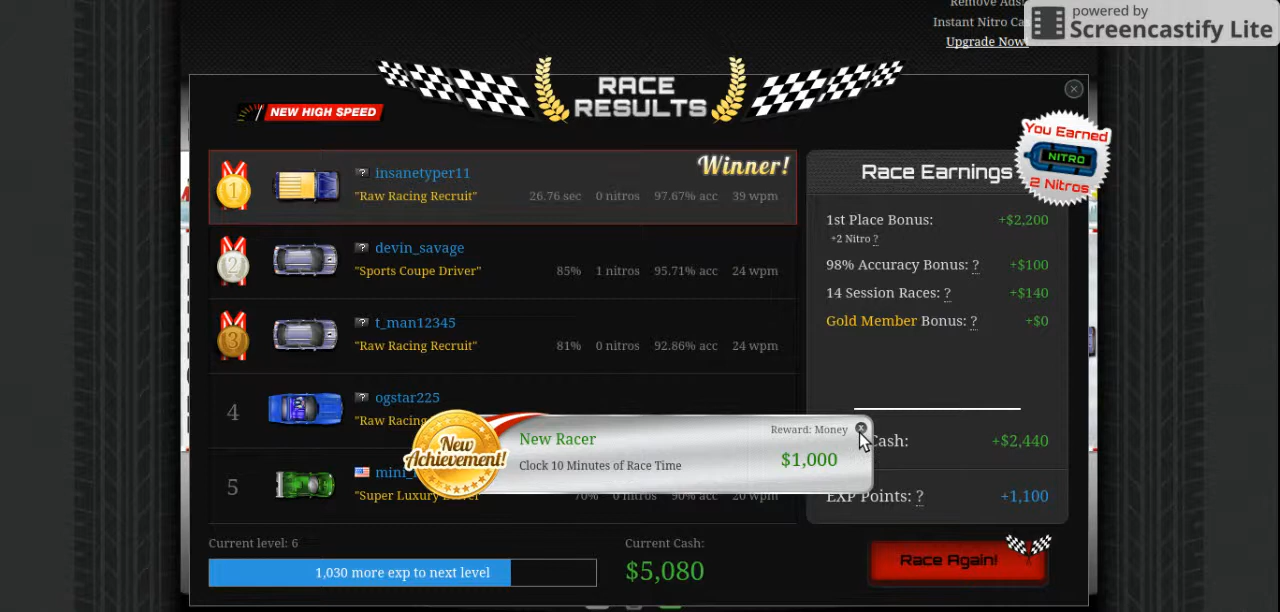 Remove Ads
Instant Nitro Ca
Upgrade Now!
powered by
Screencastify Lite
RACE
RESULTS
NEW HIGH SPEED
You Earned
NITRO
2 Nitros
Winner!
1
insanetyper11
"Raw Racing Recruit" 26.76 sec 0 nitros 97.67% acc 39 wpm
2
devin_savage
"Sports Coupe Driver" 85% 1 nitros 95.71% acc 24 wpm
3
t_man12345
"Raw Racing Recruit" 81% 0 nitros 92.86% acc 24 wpm
4
ogstar225
"Raw Racing
5
mini_
"Super Luxury Driver" 70% 0 nitros 90% acc 20 wpm
New
Achievement!
New Racer
Clock 10 Minutes of Race Time
Reward: Money
$1,000
Race Earnings
1st Place Bonus: +$2,200
+2 Nitro ?
98% Accuracy Bonus: ? +$100
14 Session Races: ? +$140
Gold Member Bonus: ? +$0
Cash: +$2,440
EXP Points: ? +1,100
Current level: 6
1,030 more exp to next level
Current Cash:
$5,080
Race Again!